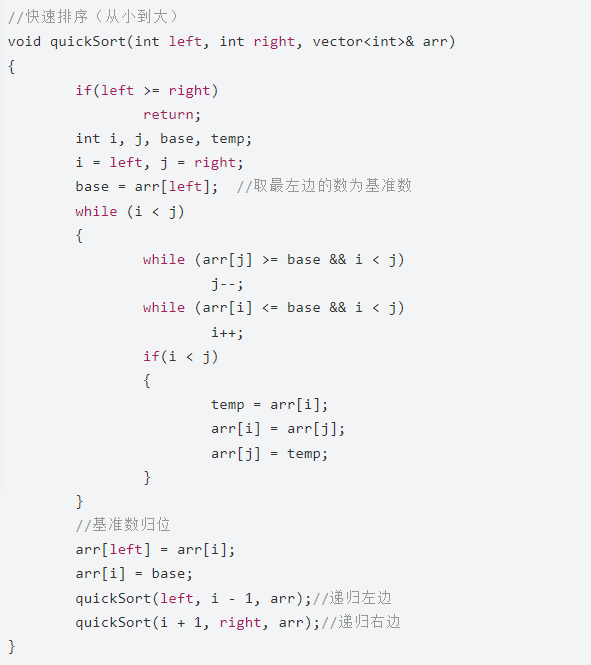 //快速排序（从小到大）
void quickSort(int left, int right, vector<int>& arr)
{
        if(left >= right)
                return;
        int i, j, base, temp;
        i = left, j = right;
        base = arr[left];  //取最左边的数为基准数
        while (i < j)
        {
                while (arr[j] >= base && i < j)
                        j--;
                while (arr[i] <= base && i < j)
                        i++;
                if(i < j)
                {
                        temp = arr[i];
                        arr[i] = arr[j];
                        arr[j] = temp;
                }
        }
        //基准数归位
        arr[left] = arr[i];
        arr[i] = base;
        quickSort(left, i - 1, arr);//递归左边
        quickSort(i + 1, right, arr);//递归右边
}